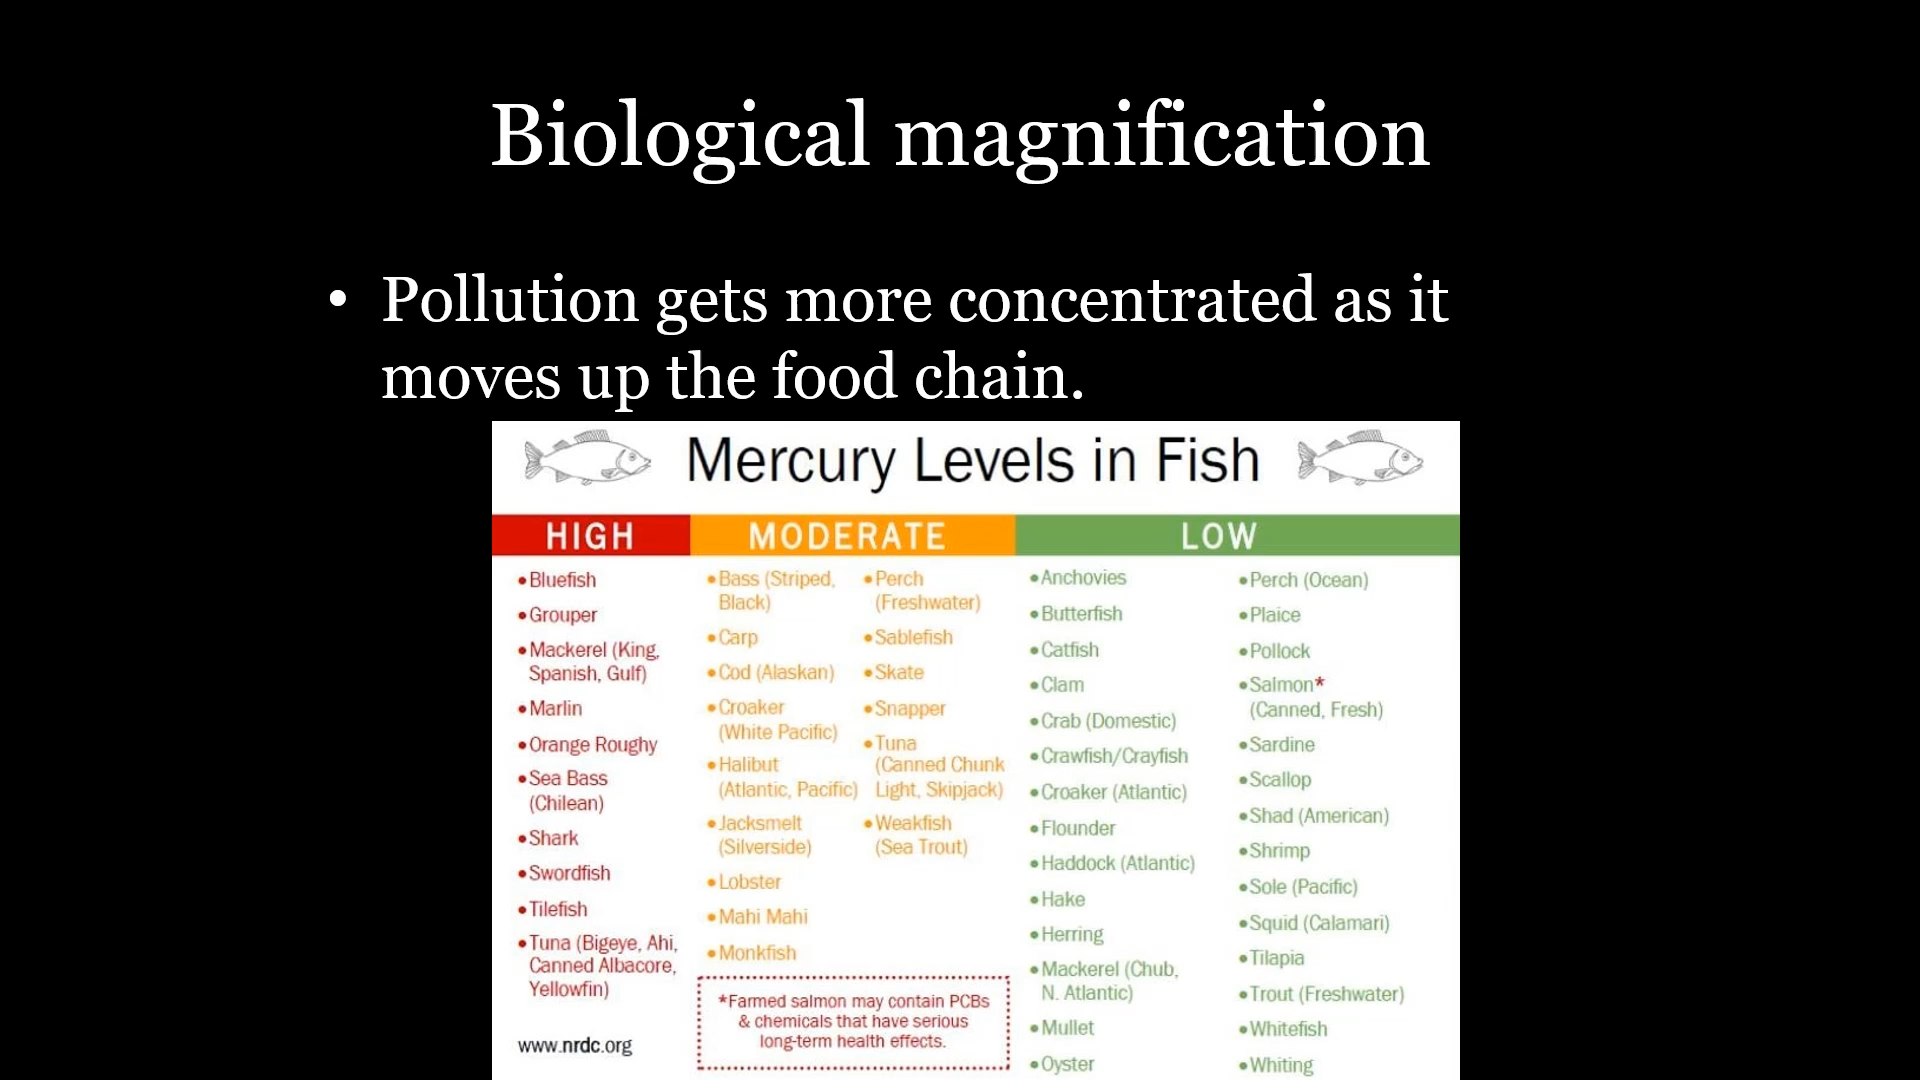 Biological magnification
• Pollution gets more concentrated as it
moves up the food chain.
Mercury Levels in Fish
HIGH
•Bluefish
•Grouper
•Mackerel (King,
Spanish, Gulf)
•Marlin
•Orange Roughy
•Sea Bass
(Chilean)
•Shark
•Swordfish
•Tilefish
•Tuna (Bigeye, Ahi,
Canned Albacore,
Yellowfin)
www.nrdc.org
MODERATE
•Bass (Striped,
Black)
•Carp
•Cod (Alaskan)
•Croaker
(White Pacific)
•Halibut
(Atlantic, Pacific)
•Jacksmelt
(Silverside)
•Lobster
•Mahi Mahi
•Monkfish
•Perch
(Freshwater)
•Sablefish
•Skate
•Snapper
•Tuna
(Canned Chunk
Light, Skipjack)
•Weakfish
(Sea Trout)
*Farmed salmon may contain PCBs
& chemicals that have serious
long-term health effects.
LOW
•Anchovies
•Butterfish
•Catfish
•Clam
•Crab (Domestic)
•Crawfish/Crayfish
•Croaker (Atlantic)
•Flounder
•Haddock (Atlantic)
•Hake
•Herring
•Mackerel (Chub,
N. Atlantic)
•Mullet
•Oyster
•Perch (Ocean)
•Plaice
•Pollock
•Salmon*
(Canned, Fresh)
•Sardine
•Scallop
•Shad (American)
•Shrimp
•Sole (Pacific)
•Squid (Calamari)
•Tilapia
•Trout (Freshwater)
•Whitefish
•Whiting